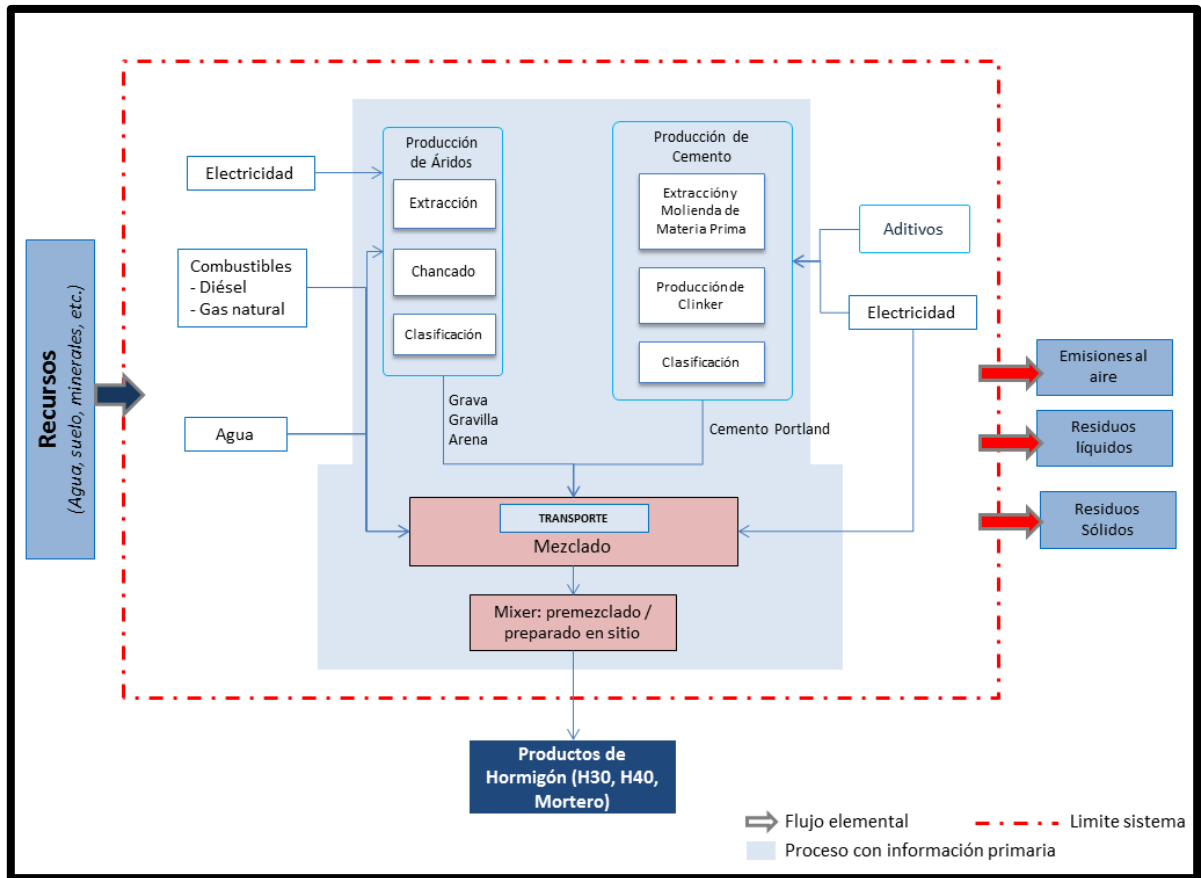 Recursos
(Agua, suelo, minerales, etc.)
Electricidad
Combustibles
- Diésel
- Gas natural
Agua
Producción
de Áridos
Extracción
Chancado
Clasificación
Grava
Gravilla
Arena
Producción de
Cemento
Extracción y
Molienda de
Materia Prima
Producción de
Clinker
Clasificación
Cemento Portland
Aditivos
Electricidad
TRANSPORTE
Mezclado
Mixer: premezclado /
preparado en sitio
Productos de
Hormigón (H30, H40,
Mortero)
Emisiones al
aire
Residuos
líquidos
Residuos
Sólidos
Flujo elemental
Limite sistema
Proceso con información primaria